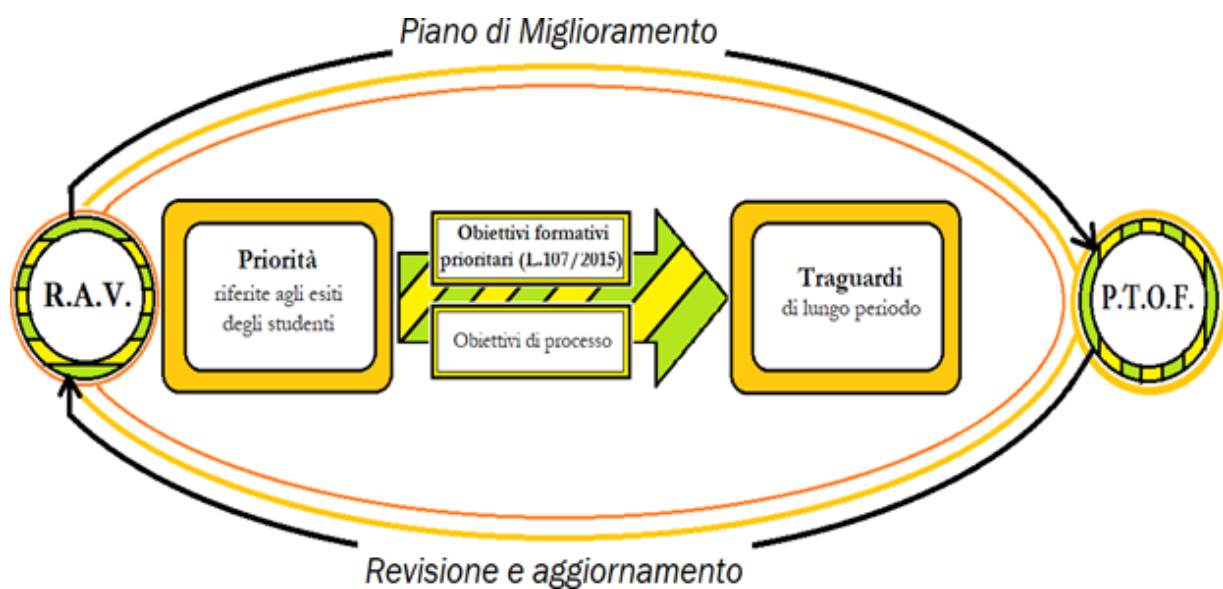 Piano di Miglioramento
R.A.V.
Priorità
riferite agli esiti
degli studenti
Obiettivi formativi
prioritari (L.107/2015)
Obiettivi di processo
Traguardi
di lungo periodo
P.T.O.F.
Revisione e aggiornamento